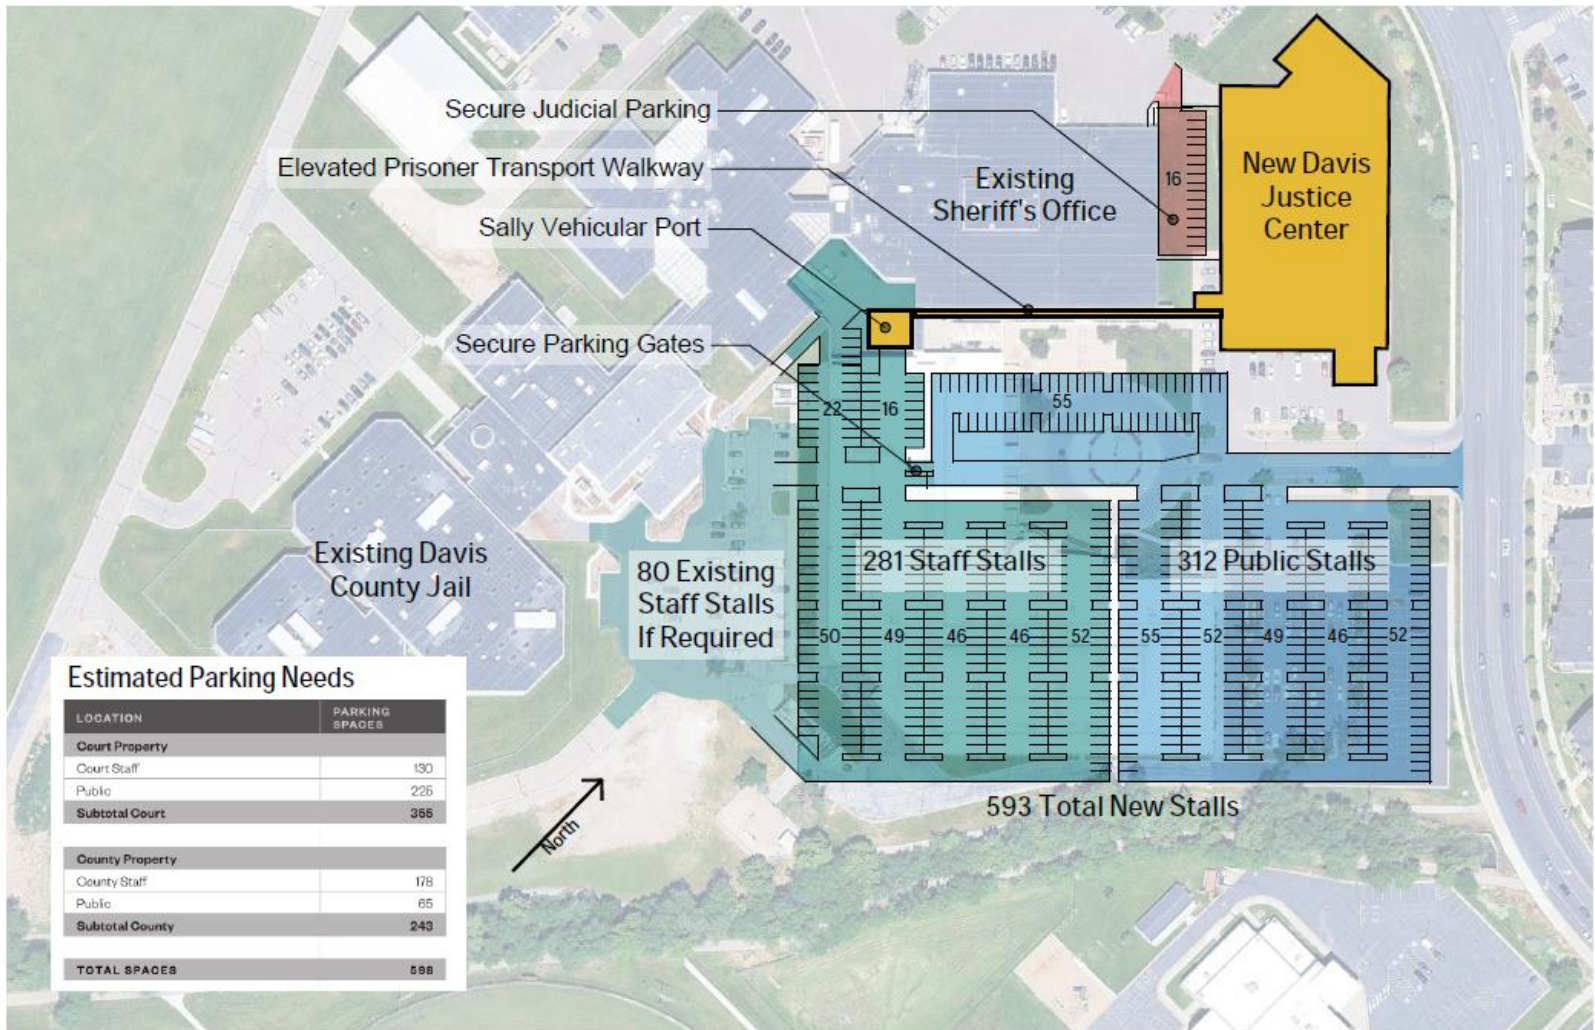 Secure Judicial Parking
Elevated Prisoner Transport Walkway
Sally Vehicular Port
Secure Parking Gates
Existing
Sheriff's Office
16
New Davis
Justice
Center
22
16
55
Existing Davis
County Jail
80 Existing
Staff Stalls
If Required
281 Staff Stalls
312 Public Stalls
50
49
46
46
52
55
52
49
46
52
593 Total New Stalls
North
Estimated Parking Needs
LOCATION PARKING
SPACES
Court Property
Court Staff 130
Public 225
Subtotal Court 355
County Property
County Staff 178
Public 65
Subtotal County 243
TOTAL SPACES 598